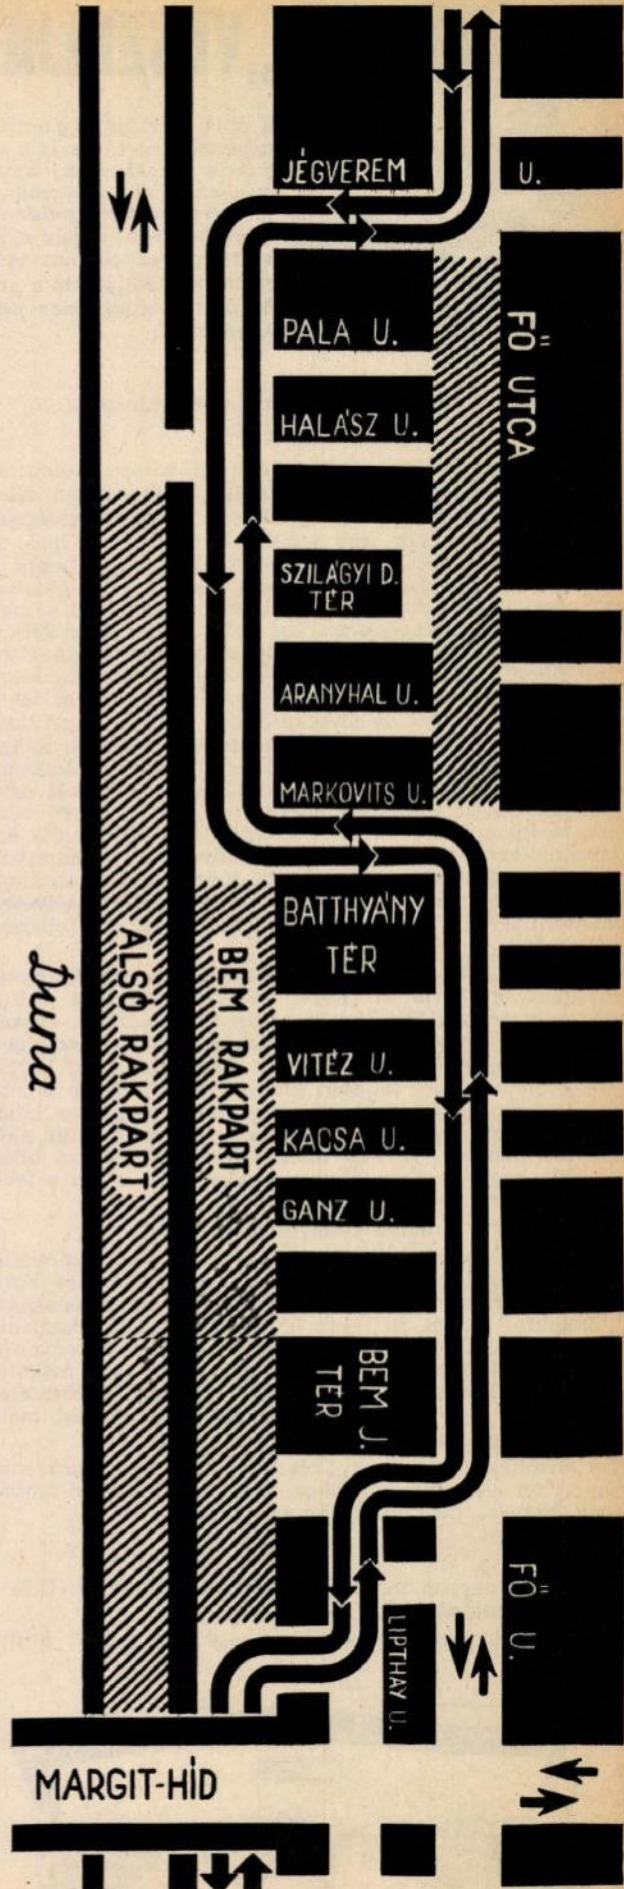 JÉGVEREM U.
PALA U.
FŐ UTCA
HALÁSZ U.
SZILÁGYI D.
TÉR
ARANYHAL U.
MARKOVITS U.
BATTHYÁNY
TÉR
Duna
ALSÓ RAKPART
BEM RAKPART
VITÉZ U.
KACSA U.
GANZ U.
BEM J.
TÉR
FŐ U.
LIPTHAY U.
MARGIT-HÍD